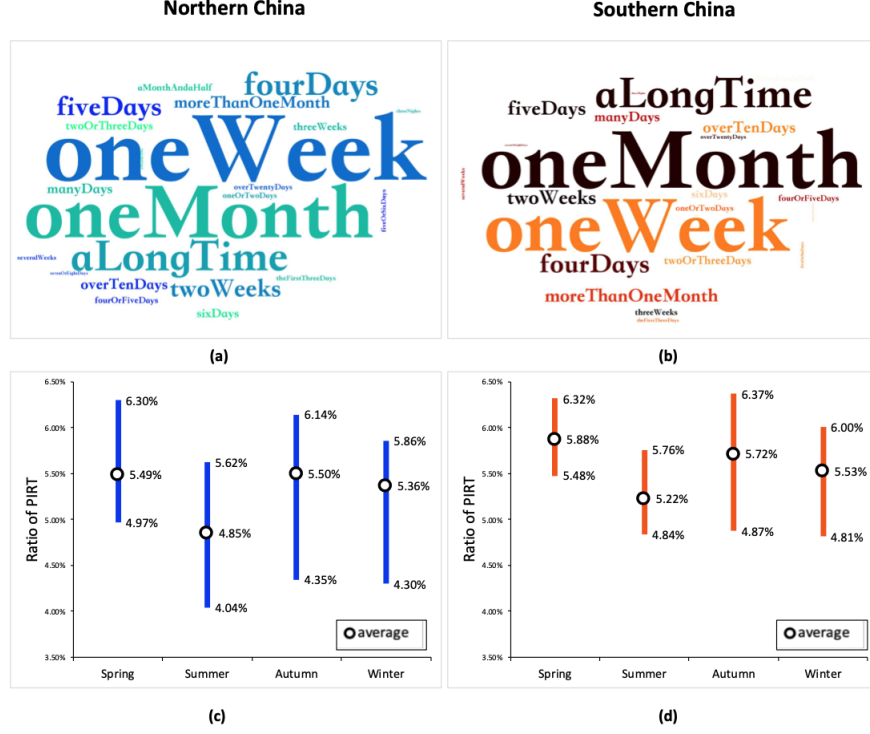 Northern China
Southern China
aMonthAndaHalf
fourDays
fiveDays
moreThanOneMonth
twoOrThreeDays
threeWeeks
oneWeek
manyDays
overTwentyDays
oneOrTwoDays
oneMonth
fiveOrSixDays
severalWeeks
aLongTime
theFirstThreeDays
overTenDays
twoWeeks
fourOrFiveDays
sixDays
aLongTime
fiveDays
manyDays
overTenDays
overTwentyDays
oneMonth
severalWeeks
twoWeeks
sixDays
fourOrFiveDays
oneOrTwoDays
oneWeek
fourDays
twoOrThreeDays
moreThanOneMonth
threeWeeks
theFirstThreeDays
(a)
(b)
Ratio of PIRT
6.50%
6.00%
5.50%
5.00%
4.50%
4.00%
3.50%
6.30%
5.49%
4.97%
5.62%
4.85%
4.04%
6.14%
5.50%
4.35%
5.86%
5.36%
4.30%
average
Spring
Summer
Autumn
Winter
(c)
Ratio of PIRT
6.50%
6.00%
5.50%
5.00%
4.50%
4.00%
3.50%
6.32%
5.88%
5.48%
5.76%
5.22%
4.84%
6.37%
5.72%
4.87%
6.00%
5.53%
4.81%
average
Spring
Summer
Autumn
Winter
(d)